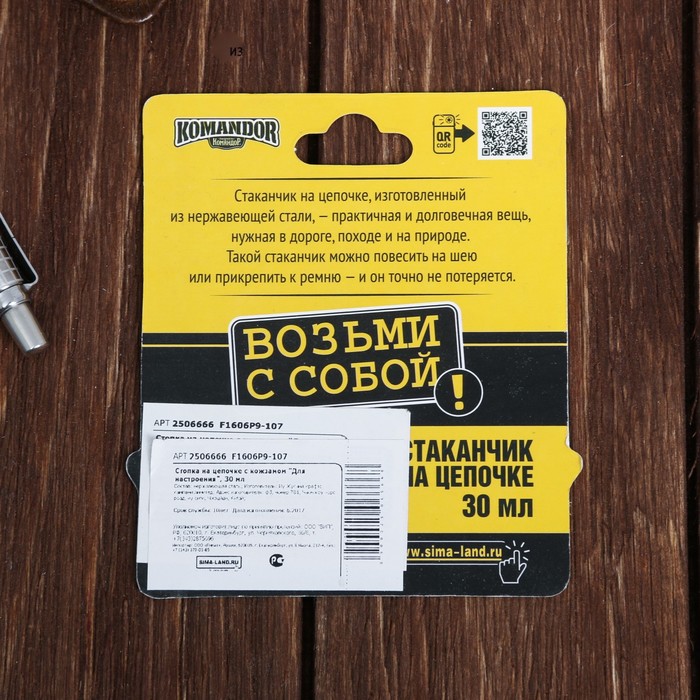 из
KOMANDOR
Командор
QR
code
Стаканчик на цепочке, изготовленный
из нержавеющей стали, — практичная и долговечная вещь,
нужная в дороге, походе и на природе.
Такой стаканчик можно повесить на шею
или прикрепить к ремню — и он точно не потеряется.
ВОЗЬМИ
С СОБОЙ!
АРТ 2506666 F1606P9-107
АРТ 2506666 F1606P9-107
Стопка на цепочке с кожзамом "Для
настроения", 30 мл
СТАКАНЧИК
НА ЦЕПОЧКЕ
30 мл
www.sima-land.ru
SIMA-LAND.RU